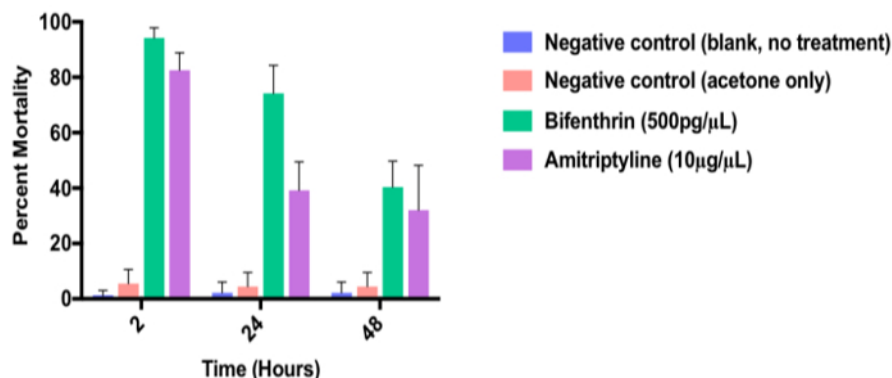 100
80
60
40
20
0
Percent Mortality
2
24
48
Time (Hours)
Negative control (blank, no treatment)
Negative control (acetone only)
Bifenthrin (500pg/μL)
Amitriptyline (10μg/μL)